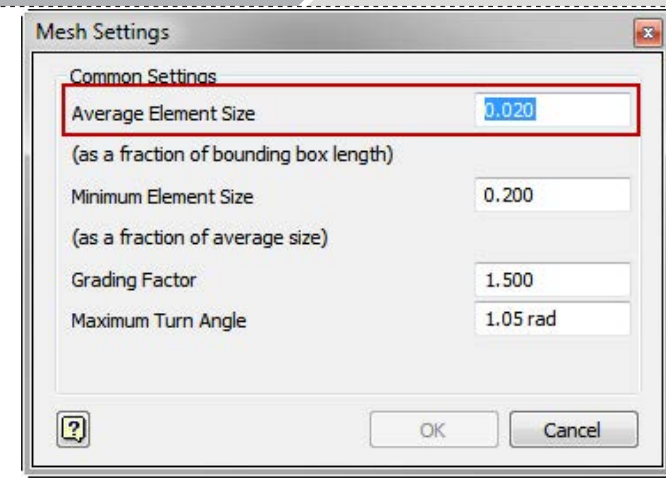 Mesh Settings
Common Settings
Average Element Size 0.020
(as a fraction of bounding box length)
Minimum Element Size 0.200
(as a fraction of average size)
Grading Factor 1.500
Maximum Turn Angle 1.05 rad
OK Cancel